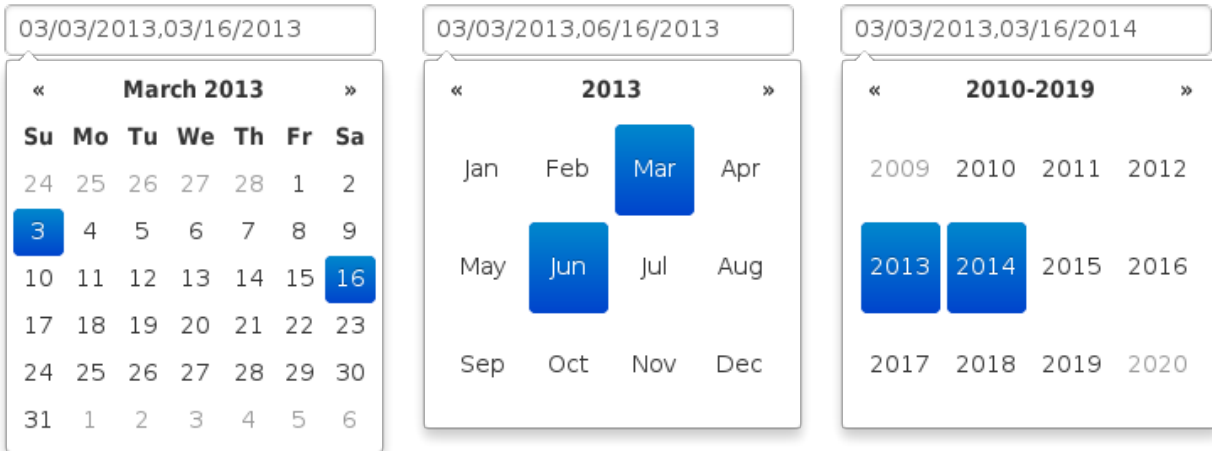 03/03/2013,03/16/2013
« March 2013 »
Su Mo Tu We Th Fr Sa
24 25 26 27 28 1 2
3 4 5 6 7 8 9
10 11 12 13 14 15 16
17 18 19 20 21 22 23
24 25 26 27 28 29 30
31 1 2 3 4 5 6
03/03/2013,06/16/2013
« 2013 »
Jan Feb Mar Apr
May Jun Jul Aug
Sep Oct Nov Dec
03/03/2013,03/16/2014
« 2010-2019 »
2009 2010 2011 2012
2013 2014 2015 2016
2017 2018 2019 2020